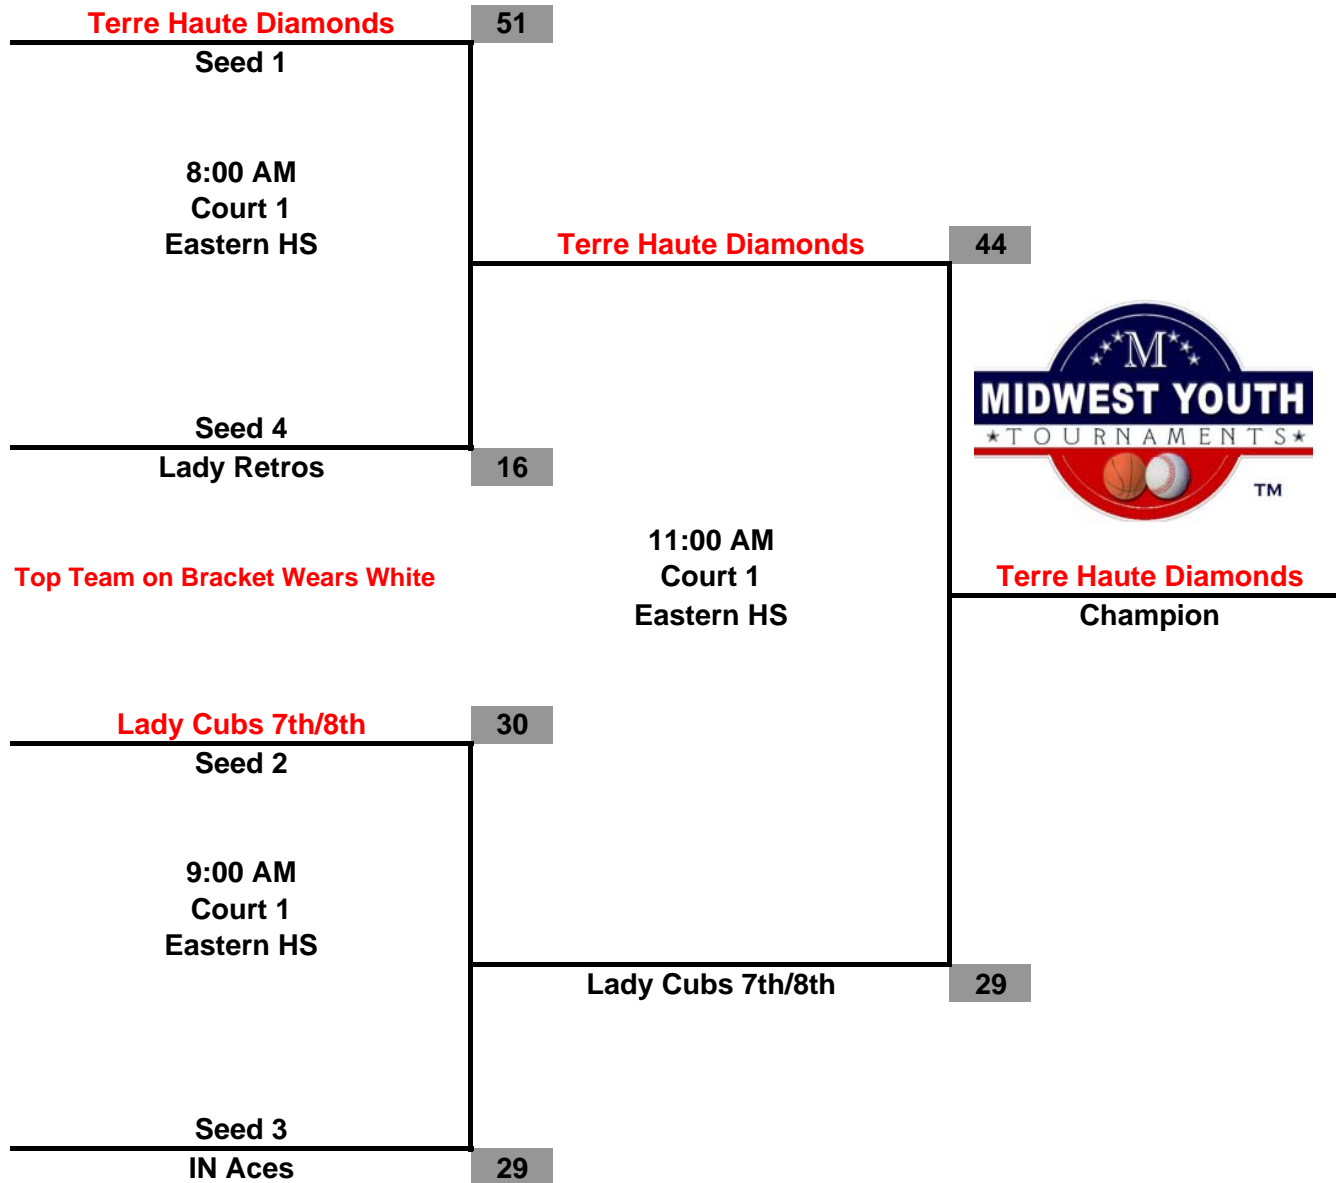 Terre Haute Diamonds 51
Seed 1
8:00 AM
Court 1
Eastern HS
Terre Haute Diamonds 44
M
MIDWEST YOUTH
TOURNAMENTS
TM
Seed 4
Lady Retros 16
11:00 AM
Court 1
Eastern HS
Top Team on Bracket Wears White
Terre Haute Diamonds
Champion
Lady Cubs 7th/8th 30
Seed 2
9:00 AM
Court 1
Eastern HS
Lady Cubs 7th/8th 29
Seed 3
IN Aces 29